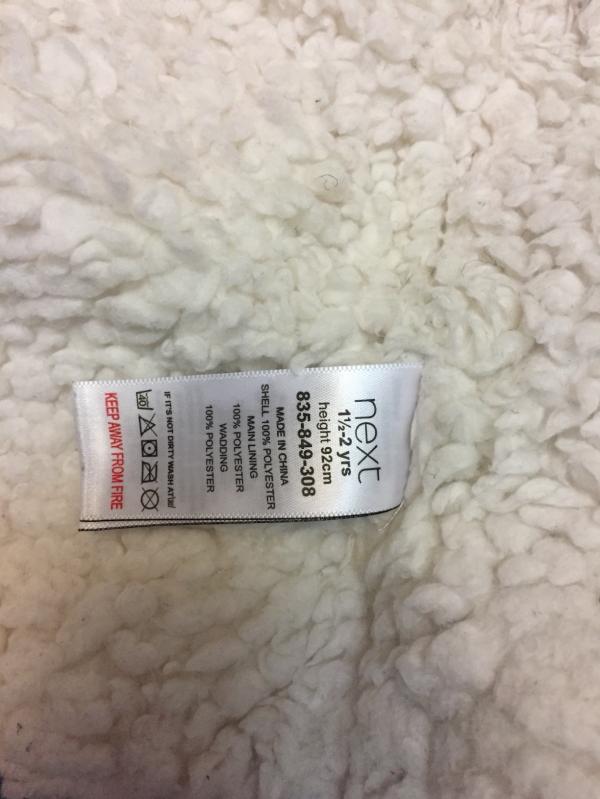 next
1½-2 yrs
height 92cm
835-849-308
MADE IN CHINA
SHELL 100% POLYESTER
MAIN LINING
100% POLYESTER
WADDING
100% POLYESTER
IF IT'S NOT DIRTY WASH AT
40
KEEP AWAY FROM FIRE